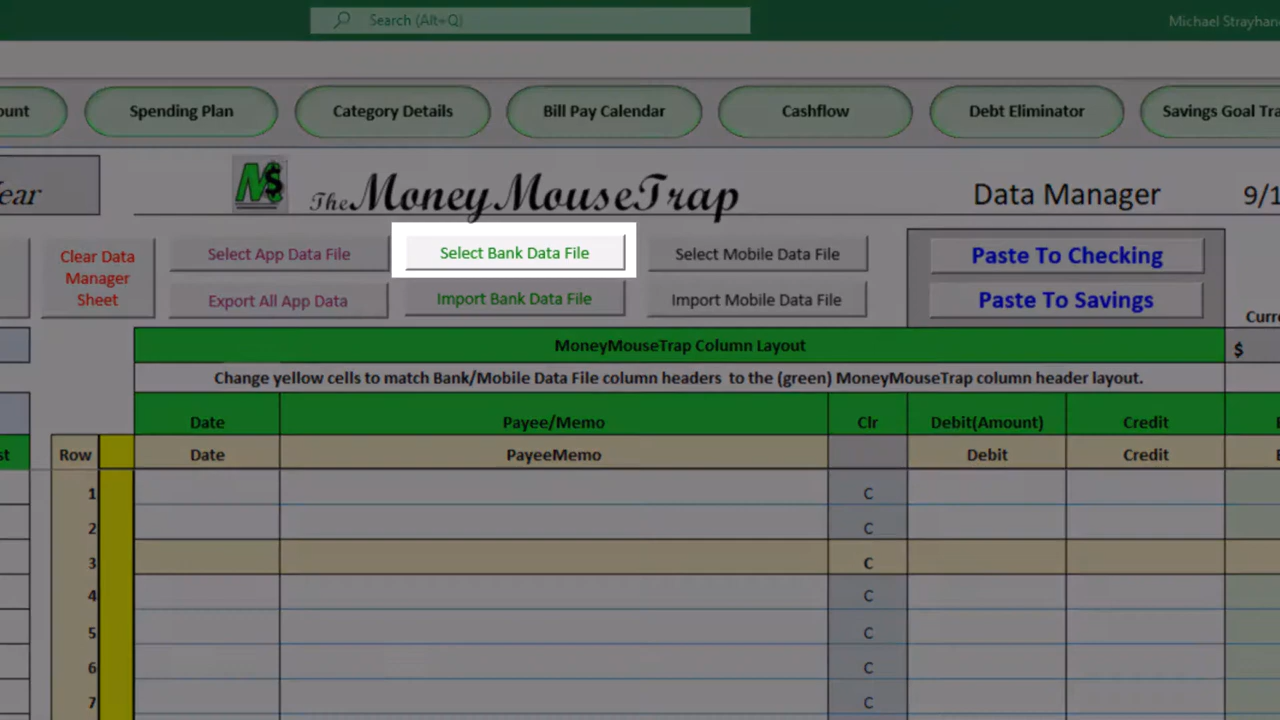 Search (Alt+Q)
Michael Strayhan
ount
Spending Plan
Category Details
Bill Pay Calendar
Cashflow
Debt Eliminator
Savings Goal Tra
ear
M$
The MoneyMouseTrap
Data Manager
9/1
Clear Data
Manager
Sheet
Select App Data File
Select Bank Data File
Select Mobile Data File
Paste To Checking
Export All App Data
Import Bank Data File
Import Mobile Data File
Paste To Savings
Curre
MoneyMouseTrap Column Layout
$
Change yellow cells to match Bank/Mobile Data File column headers to the (green) MoneyMouseTrap column header layout.
Date
Payee/Memo
Clr
Debit(Amount)
Credit
st
Row
Date
PayeeMemo
Debit
Credit
1
C
2
C
3
C
4
C
5
C
6
C
7
C